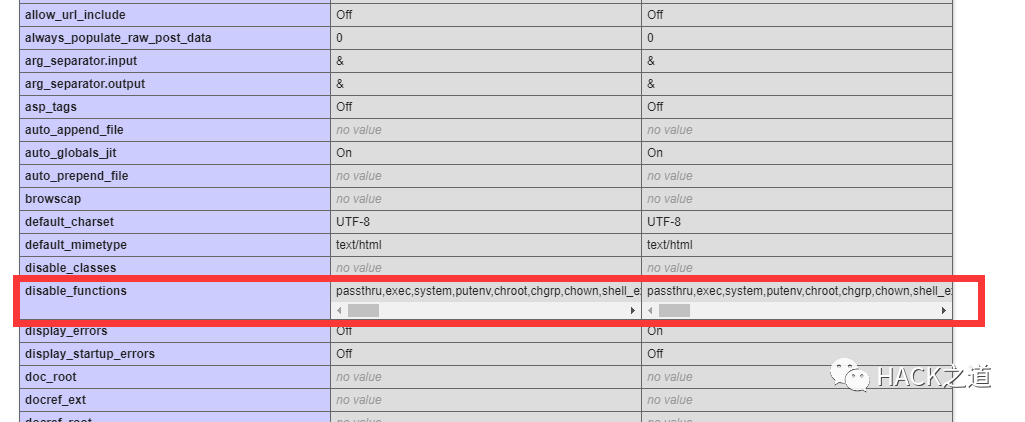 allow_url_include Off Off
always_populate_raw_post_data 0 0
arg_separator.input & &
arg_separator.output & &
asp_tags Off Off
auto_append_file no value no value
auto_globals_jit On On
auto_prepend_file no value no value
browscap no value no value
default_charset UTF-8 UTF-8
default_mimetype text/html text/html
disable_classes no value no value
disable_functions passthru,exec,system,putenv,chroot,chgrp,chown,shell_e passthru,exec,system,putenv,chroot,chgrp,chown,shell_e
display_errors Off On
display_startup_errors Off Off
doc_root no value no value
docref_ext no value no value
docref_root no value no value
HACK之道